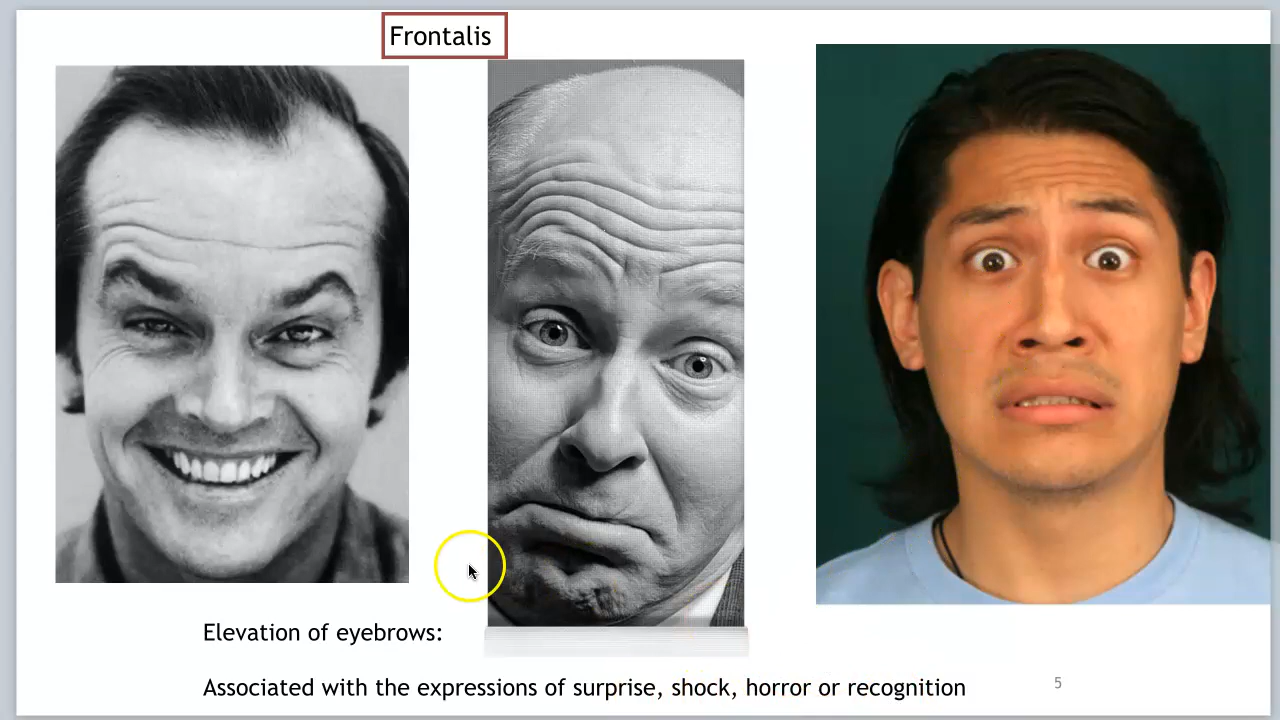 Frontalis
Elevation of eyebrows:
Associated with the expressions of surprise, shock, horror or recognition
5